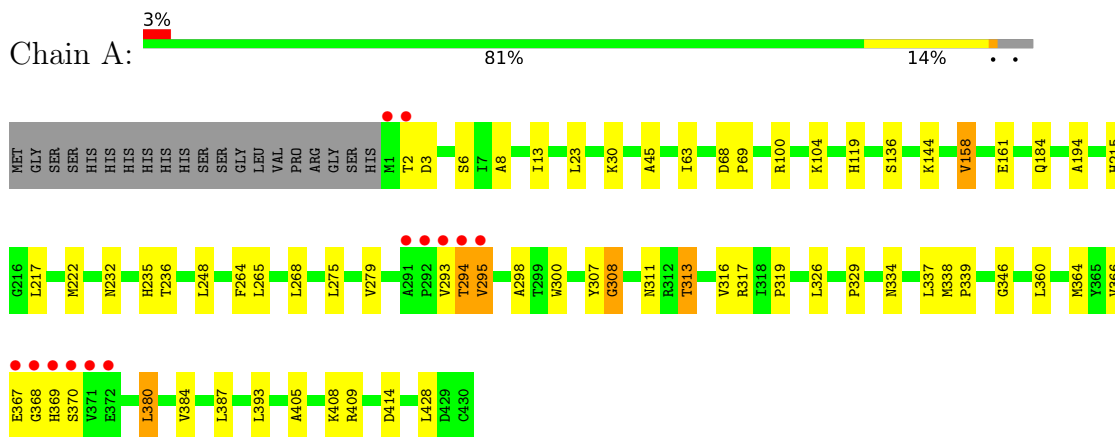 3%
Chain A:
81% 14% • •
MET GLY SER SER HIS HIS HIS HIS HIS HIS SER SER GLY LEU VAL PRO ARG GLY SER HIS M1 T2 D3 S6 I7 A8 I13 L23 K30 A45 I63 D68 P69 R100 K104 H119 S136 K144 V158 E161 Q184 A194 H215
G216 L217 M222 N232 H235 T236 L248 F264 L265 L268 L275 V279 A291 P292 V293 T294 V295 A298 T299 W300 Y307 G308 N311 R312 T313 V316 R317 I318 P319 L326 P329 N334 L337 M338 P339 G346 L360 M364 Y365 V366
E367 G368 H369 S370 V371 E372 L380 V384 L387 L393 A405 K408 R409 D414 L428 D429 C430